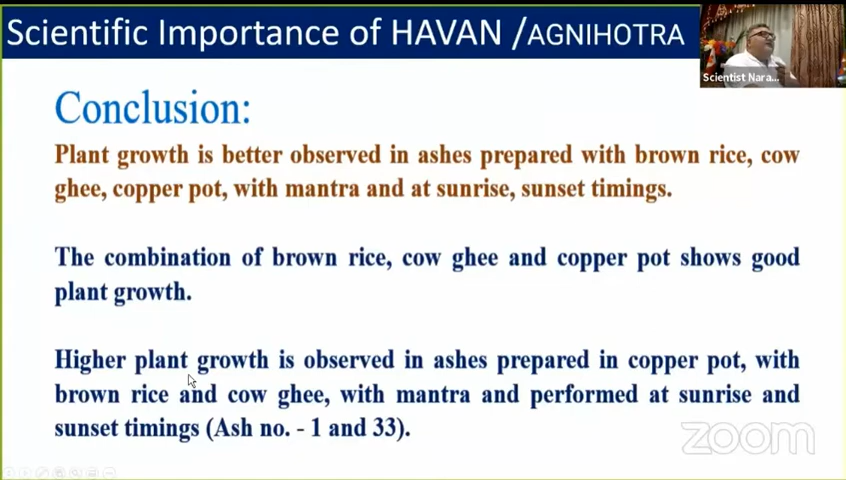 Scientific Importance of HAVAN /AGNIHOTRA
Scientist Nara...
Conclusion:
Plant growth is better observed in ashes prepared with brown rice, cow
ghee, copper pot, with mantra and at sunrise, sunset timings.
The combination of brown rice, cow ghee and copper pot shows good
plant growth.
Higher plant growth is observed in ashes prepared in copper pot, with
brown rice and cow ghee, with mantra and performed at sunrise and
sunset timings (Ash no. - 1 and 33).
zoom